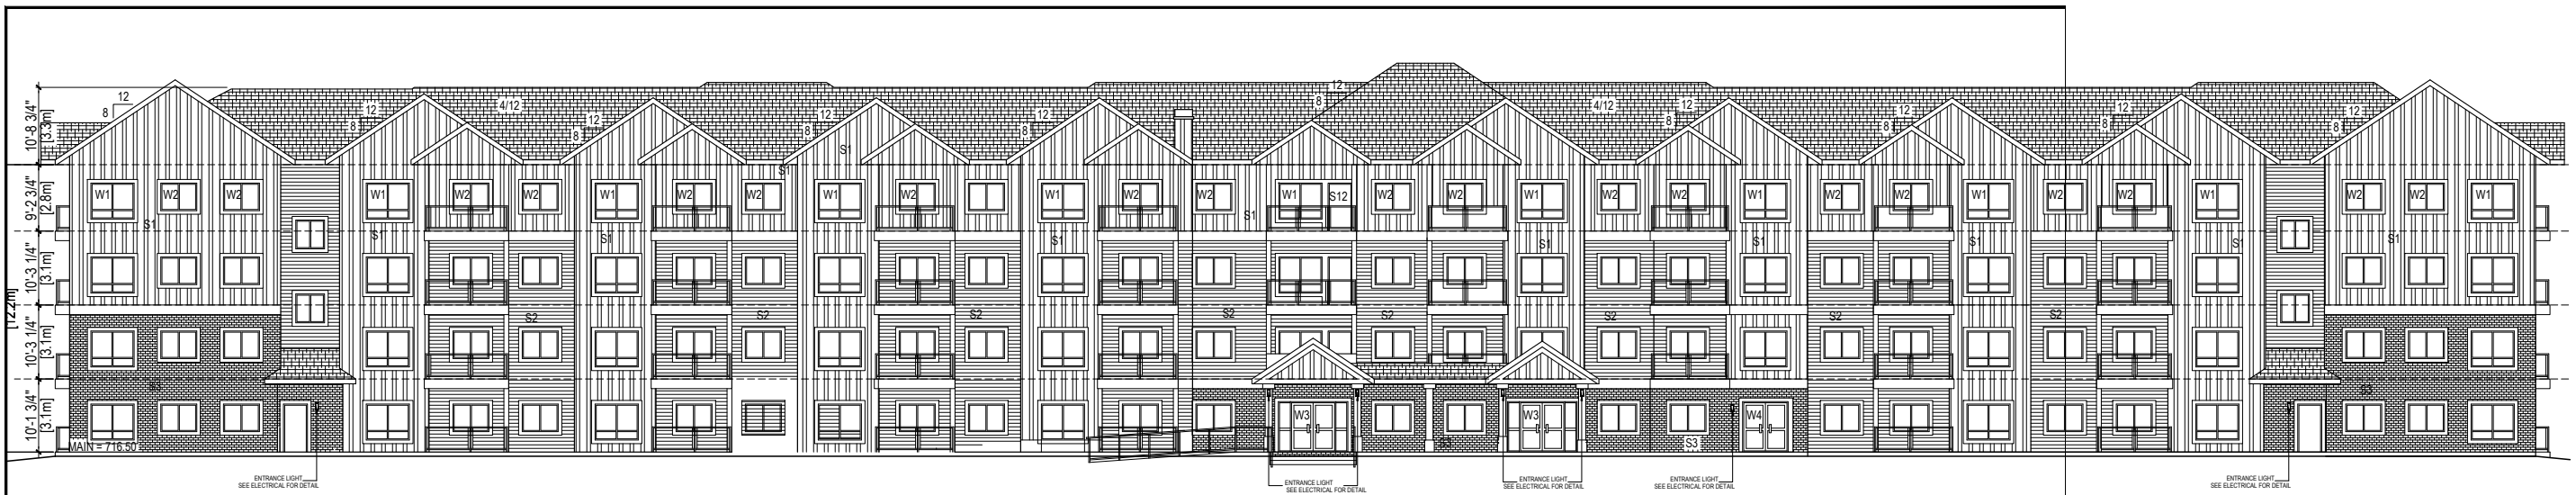 12
8
12
8
4/12
12
8
12
8
12
8
12
8
4/12
12
8
12
8
12
8
12
8
10'-8 3/4"
[3.3m]
9'-2 3/4"
[2.8m]
10'-3 1/4"
[3.1m]
10'-3 1/4"
[3.1m]
10'-1 3/4"
[3.1m]
[12.2m]
S1
S1
W1
W2
W2
W1
W2
W2
W1
W2
W2
W1
W2
W1
W2
W2
W1
S12
W2
W2
W1
W2
W2
W1
W2
W2
W1
W2
W2
W1
W2
W2
W1
S1
S1
S1
S1
S1
S1
S1
S1
S1
S1
S2
S2
S2
S2
S2
S2
S2
S2
S3
S3
W3
W3
W4
S3
S3
MAIN = 716.50
ENTRANCE LIGHT
SEE ELECTRICAL FOR DETAIL
ENTRANCE LIGHT
SEE ELECTRICAL FOR DETAIL
ENTRANCE LIGHT
SEE ELECTRICAL FOR DETAIL
ENTRANCE LIGHT
SEE ELECTRICAL FOR DETAIL
ENTRANCE LIGHT
SEE ELECTRICAL FOR DETAIL